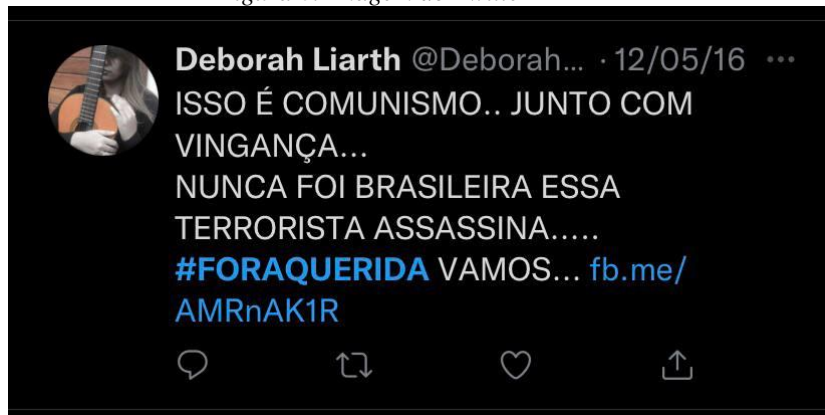 Deborah Liarth @Deborah... · 12/05/16 ...
ISSO É COMUNISMO.. JUNTO COM
VINGANÇA...
NUNCA FOI BRASILEIRA ESSA
TERRORISTA ASSASSINA.....
#FORAQUERIDA VAMOS... fb.me/
AMRnAK1R